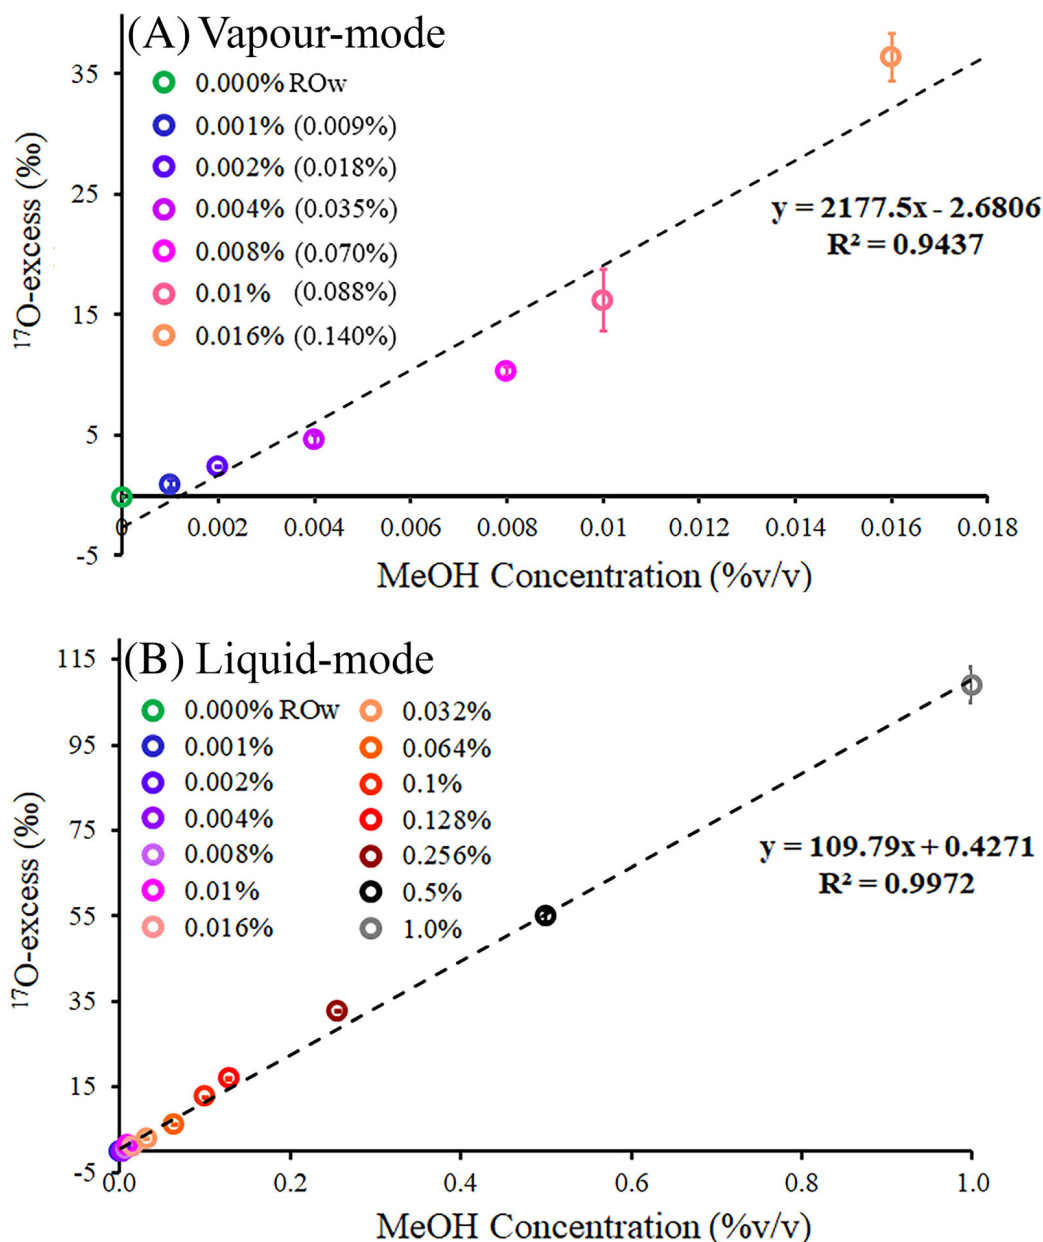 (A) Vapour-mode
0.000% ROw
0.001% (0.009%)
0.002% (0.018%)
0.004% (0.035%)
0.008% (0.070%)
0.01% (0.088%)
0.016% (0.140%)
y = 2177.5x - 2.6806
R² = 0.9437
¹⁷O-excess (‰)
35
25
15
5
-5
0 0.002 0.004 0.006 0.008 0.01 0.012 0.014 0.016 0.018
MeOH Concentration (%v/v)
(B) Liquid-mode
0.000% ROw 0.032%
0.001% 0.064%
0.002% 0.1%
0.004% 0.128%
0.008% 0.256%
0.01% 0.5%
0.016% 1.0%
y = 109.79x + 0.4271
R² = 0.9972
¹⁷O-excess (‰)
115
95
75
55
35
15
-5
0.0 0.2 0.4 0.6 0.8 1.0
MeOH Concentration (%v/v)